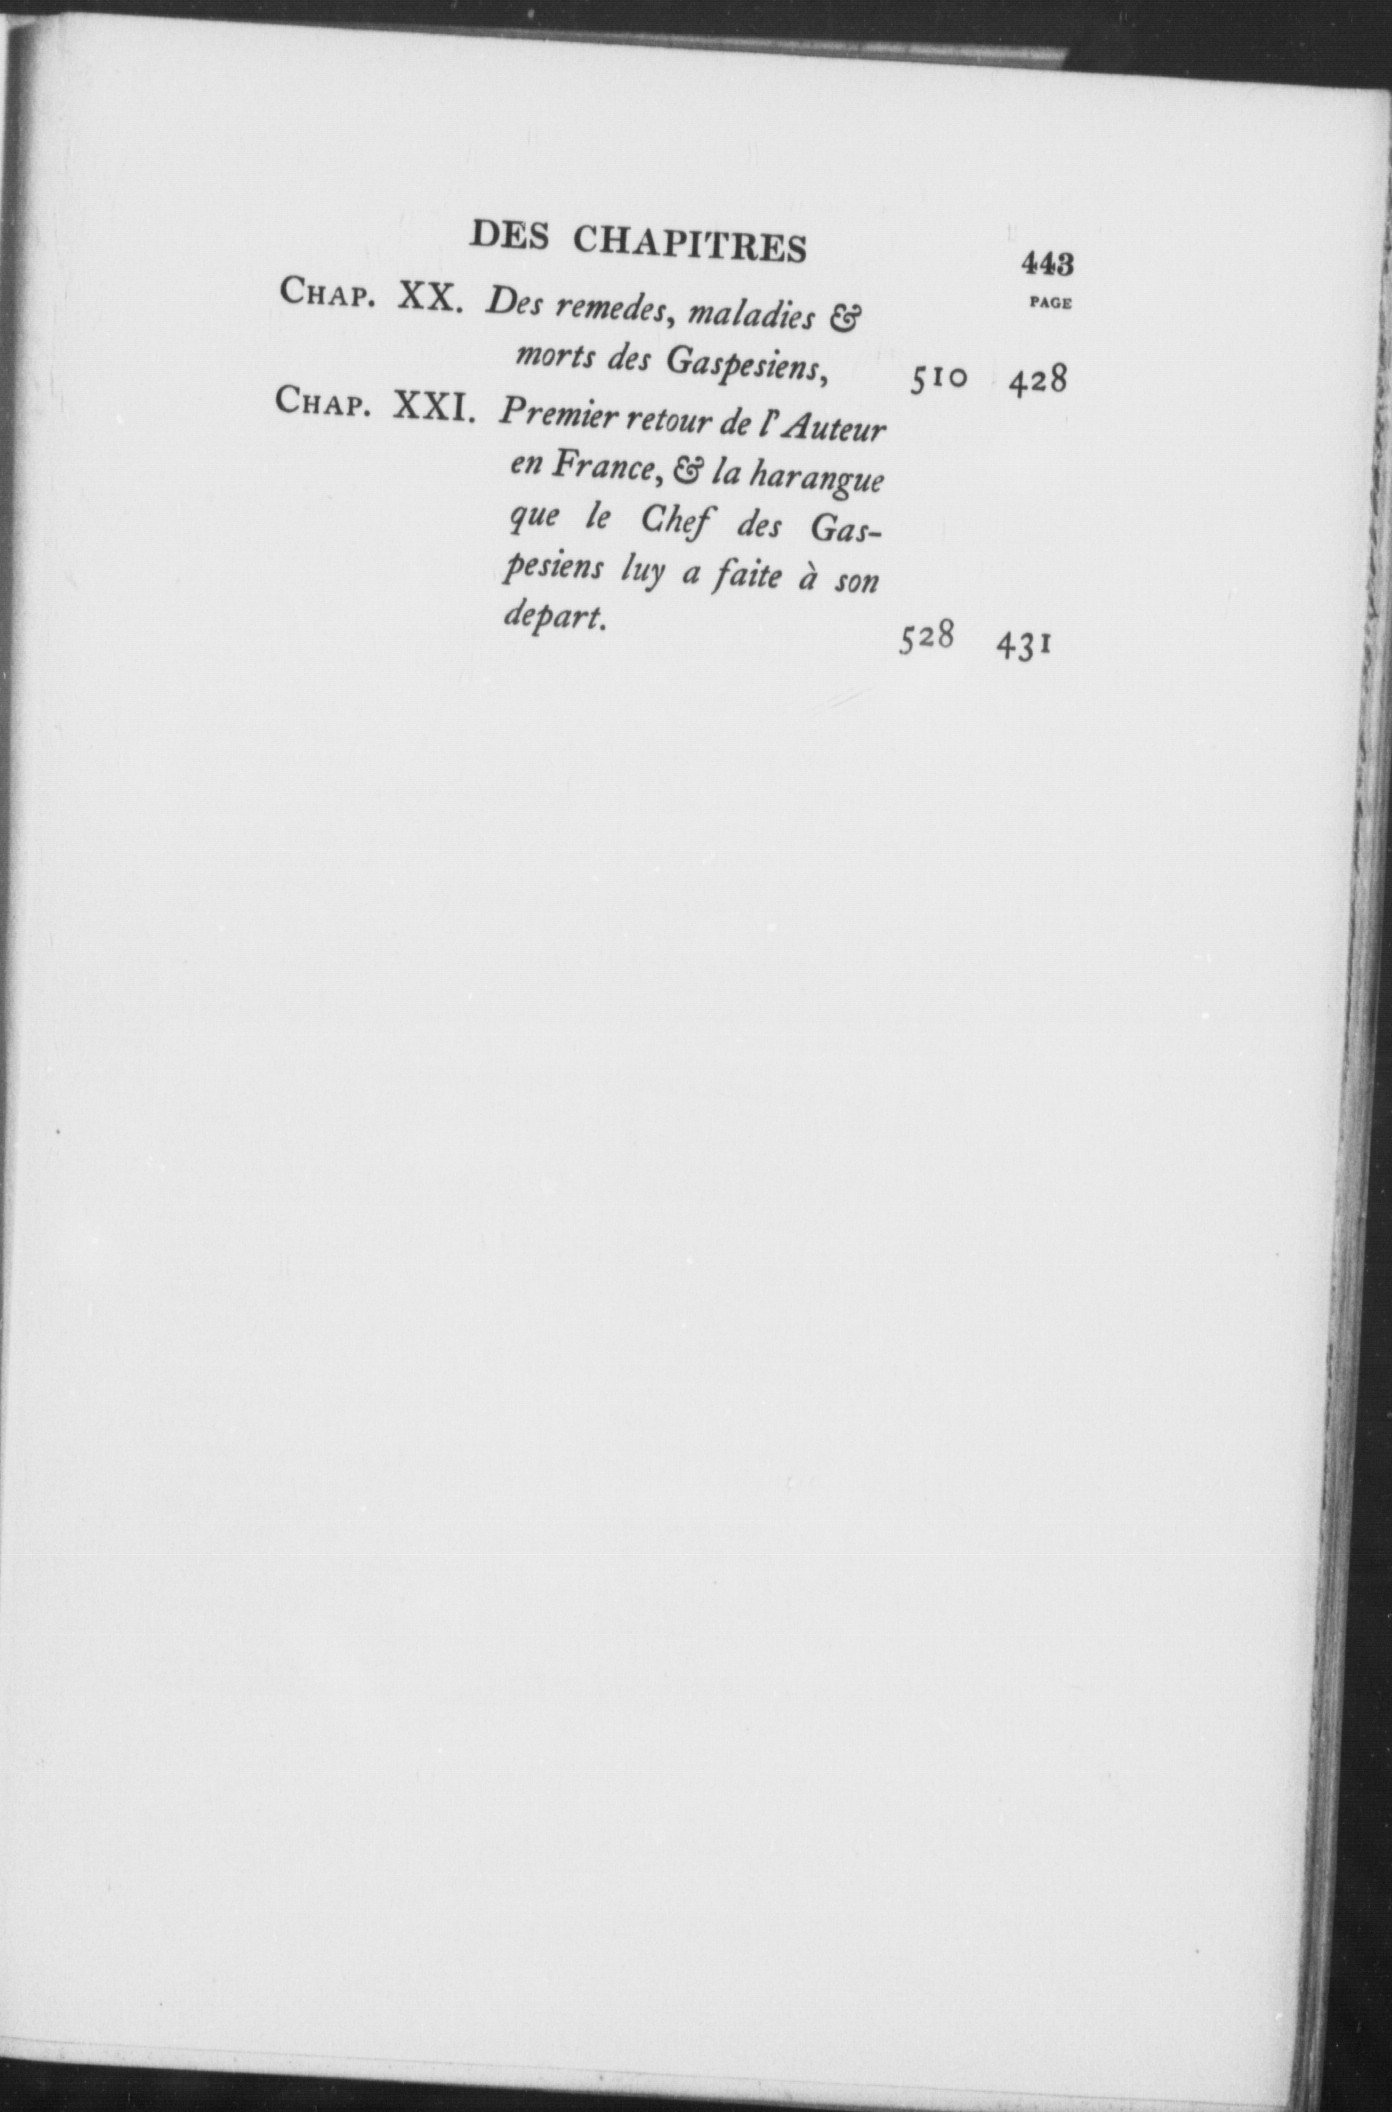 DES CHAPITRES 443
PAGE
CHAP. XX. Des remedes, maladies &
morts des Gaspesiens, 510 428
CHAP. XXI. Premier retour de l'Auteur
en France, & la harangue
que le Chef des Gas-
pesiens luy a faite à son
depart. 528 431